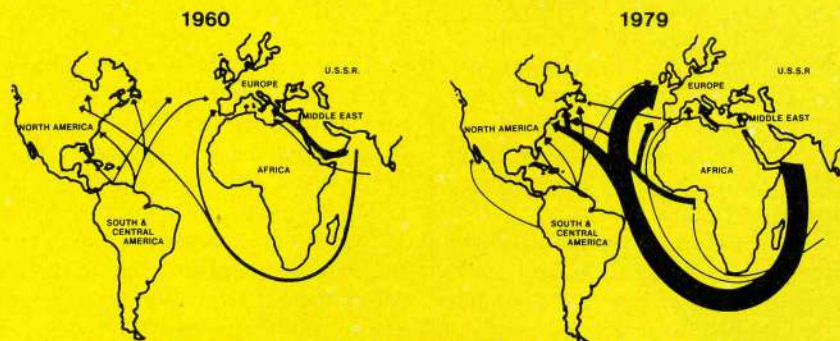 1960
U.S.S.R.
EUROPE
MIDDLE EAST
NORTH AMERICA
AFRICA
SOUTH &
CENTRAL
AMERICA
1979
U.S.S.R
EUROPE
MIDDLE EAST
NORTH AMERICA
AFRICA
SOUTH &
CENTRAL
AMERICA